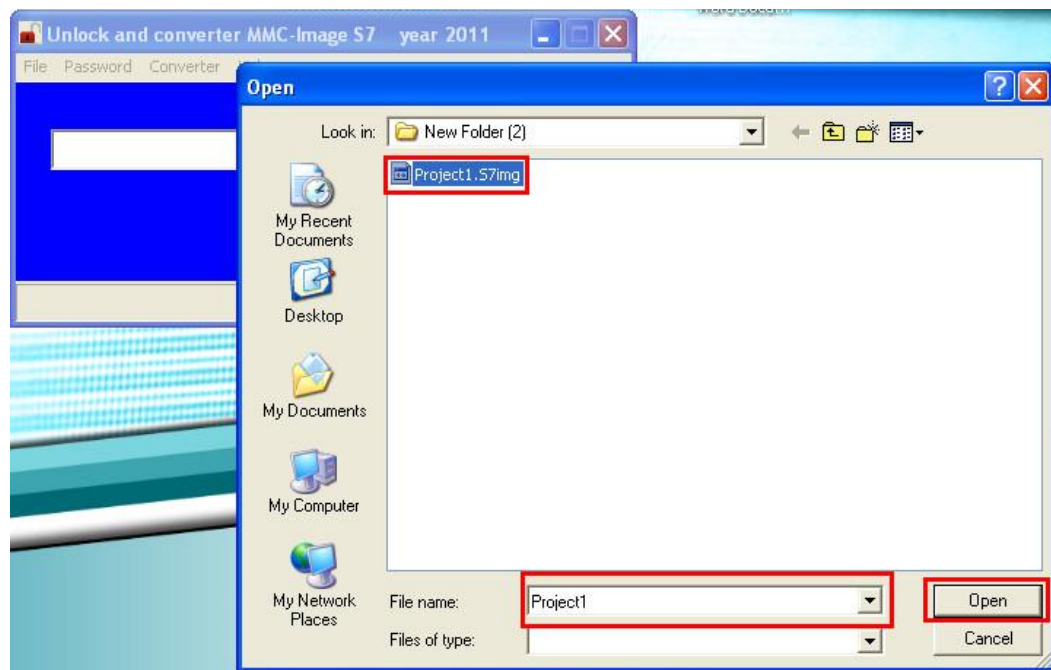 Unlock and converter MMC-Image S7 year 2011
File Password Converter
Open
Look in: New Folder (2)
Project1.S7img
My Recent
Documents
Desktop
My Documents
My Computer
My Network
Places
File name: Project1 Open
Files of type: Cancel